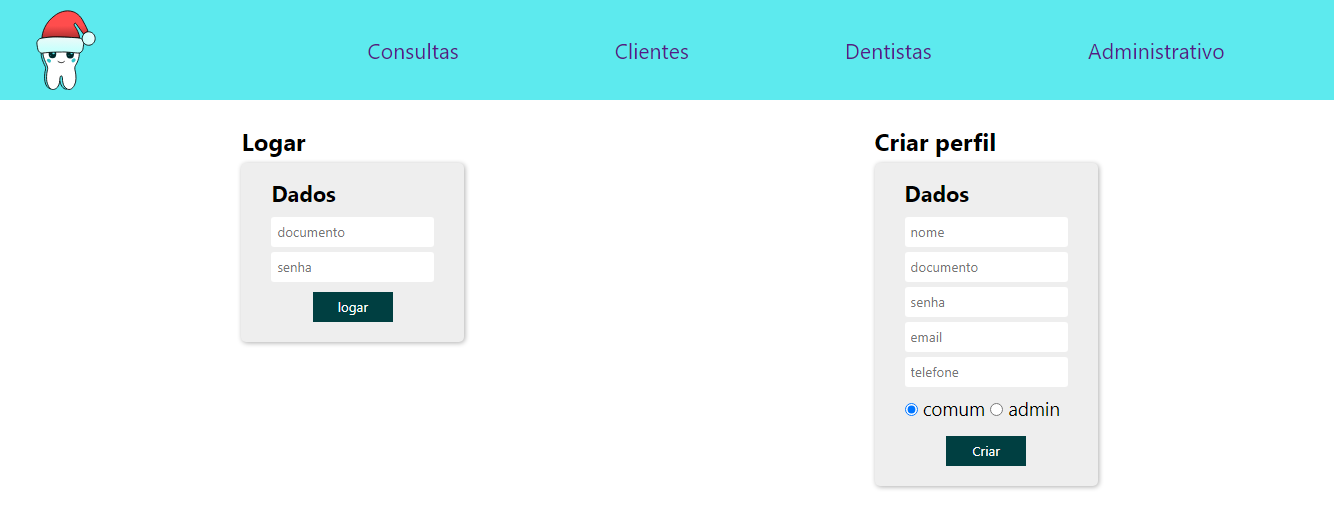 Consultas
Clientes
Dentistas
Administrativo
Logar
Dados
documento
senha
logar
Criar perfil
Dados
nome
documento
senha
email
telefone
comum admin
Criar